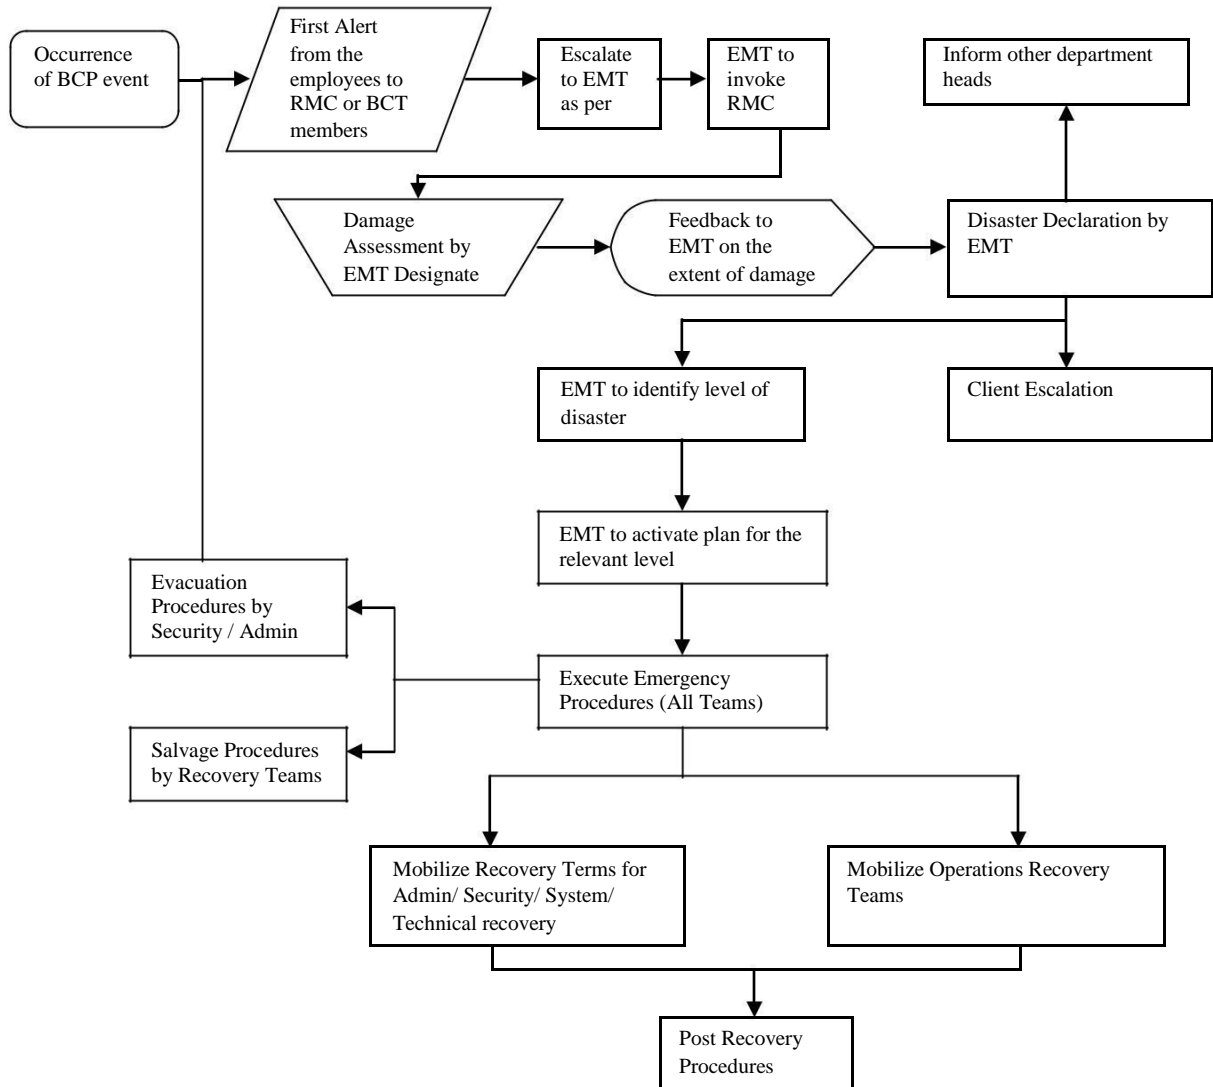 Occurrence
of BCP event
First Alert
from the
employees to
RMC or BCT
members
Escalate
to EMT
as per
EMT to
invoke
RMC
Inform other department
heads
Damage
Assessment by
EMT Designate
Feedback to
EMT on the
extent of damage
Disaster Declaration by
EMT
EMT to identify level of
disaster
Client Escalation
EMT to activate plan for the
relevant level
Evacuation
Procedures by
Security / Admin
Execute Emergency
Procedures (All Teams)
Salvage Procedures
by Recovery Teams
Mobilize Recovery Terms for
Admin/ Security/ System/
Technical recovery
Mobilize Operations Recovery
Teams
Post Recovery
Procedures